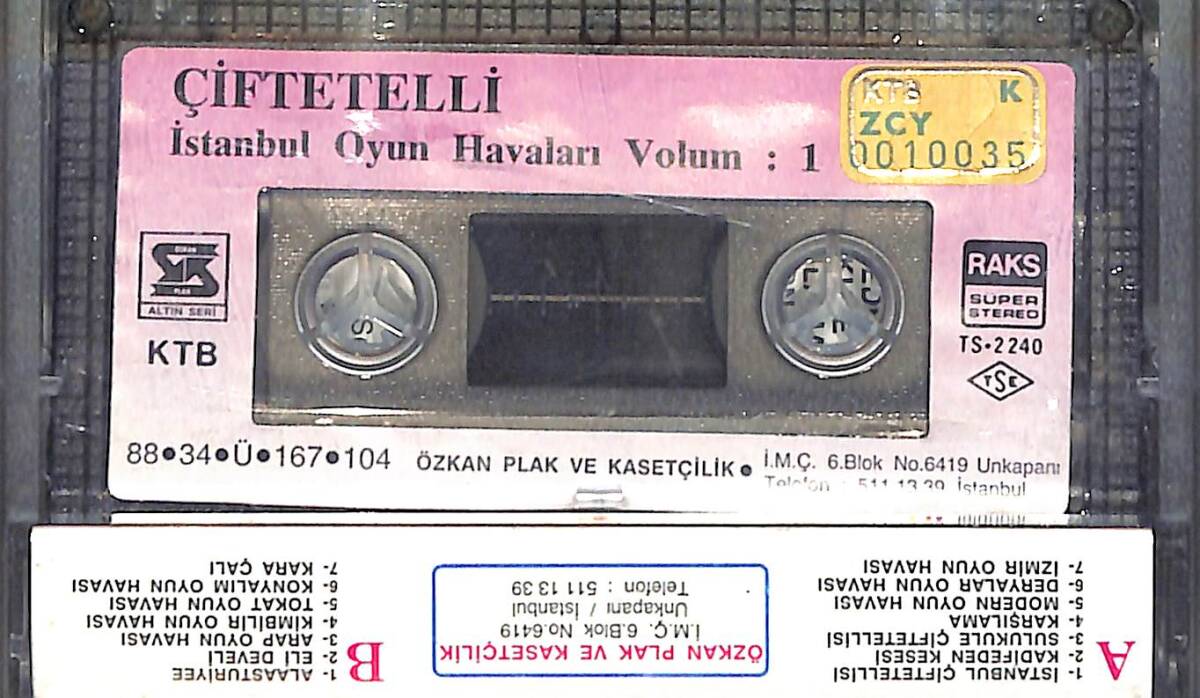 ÇİFTETELLİ
İstanbul Oyun Havaları Volum : 1
KTB K
ZCY
0010035
ÖZKAN
PLAK
ALTIN SERİ
KTB
RAKS
SÜPER
STEREO
TS•2240
TSE
88•34•Ü•167•104 ÖZKAN PLAK VE KASETÇİLİK• İ.M.Ç. 6.Blok No.6419 Unkapanı
Telefon : 511 13 39 İstanbul
A
1- İSTANBUL ÇİFTETELLİSİ
2- KADİFEDEN KESESİ
3- SULUKULE ÇİFTETELLİSİ
4- KARŞILAMA
5- MODERN OYUN HAVASI
6- DERYALAR OYUN HAVASI
7- İZMİR OYUN HAVASI
ÖZKAN PLAK VE KASETÇİLİK
İ.M.Ç. 6.Blok No.6419
Unkapanı / İstanbul
Telefon : 511 13 39
B
1- ALAASTURİYEE
2- ELİ DEVELİ
3- ARAP OYUN HAVASI
4- KİMBİLİR OYUN HAVASI
5- TOKAT OYUN HAVASI
6- KONYALIM OYUN HAVASI
7- KARA ÇALI